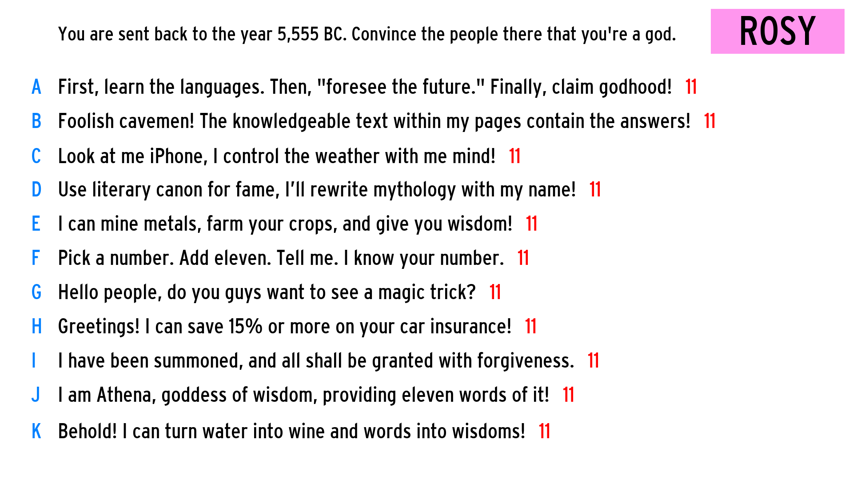 You are sent back to the year 5,555 BC. Convince the people there that you're a god.
ROSY
A First, learn the languages. Then, "foresee the future." Finally, claim godhood! 11
B Foolish cavemen! The knowledgeable text within my pages contain the answers! 11
C Look at me iPhone, I control the weather with me mind! 11
D Use literary canon for fame, I’ll rewrite mythology with my name! 11
E I can mine metals, farm your crops, and give you wisdom! 11
F Pick a number. Add eleven. Tell me. I know your number. 11
G Hello people, do you guys want to see a magic trick? 11
H Greetings! I can save 15% or more on your car insurance! 11
I I have been summoned, and all shall be granted with forgiveness. 11
J I am Athena, goddess of wisdom, providing eleven words of it! 11
K Behold! I can turn water into wine and words into wisdoms! 11